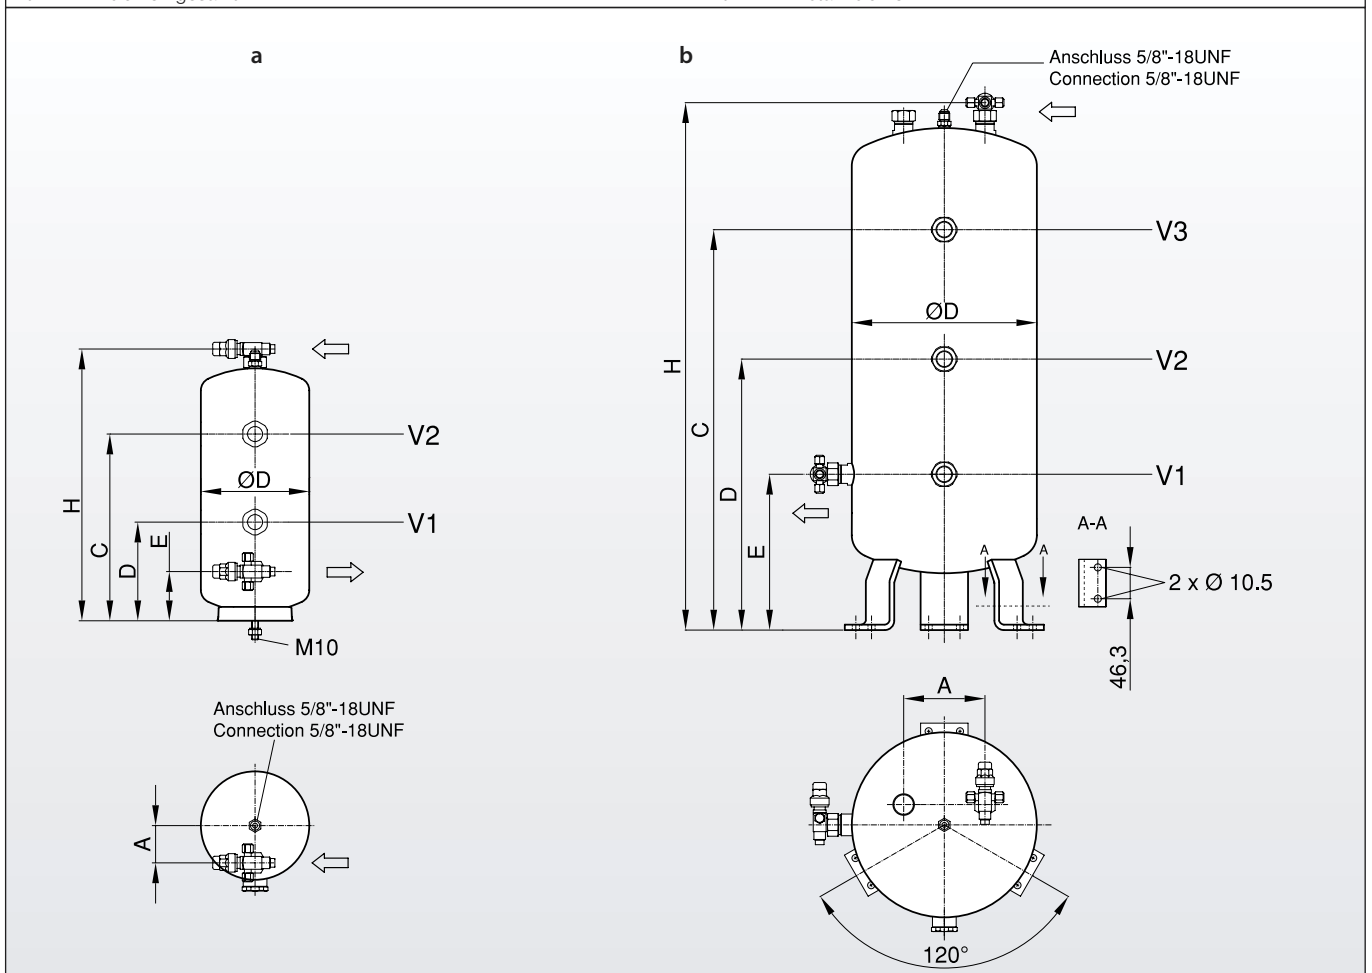 a
V2
ØD
V1
H
C
D
E
M10
Anschluss 5/8"-18UNF
Connection 5/8"-18UNF
A
b
Anschluss 5/8"-18UNF
Connection 5/8"-18UNF
V3
ØD
V2
V1
H
C
D
E
A
A
A-A
2 x Ø 10.5
46,3
A
120°